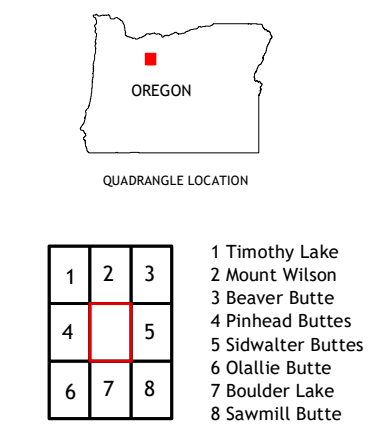 OREGON
QUADRANGLE LOCATION
1 2 3
4 5
6 7 8
1 Timothy Lake
2 Mount Wilson
3 Beaver Butte
4 Pinhead Buttes
5 Sidwalter Buttes
6 Olallie Butte
7 Boulder Lake
8 Sawmill Butte